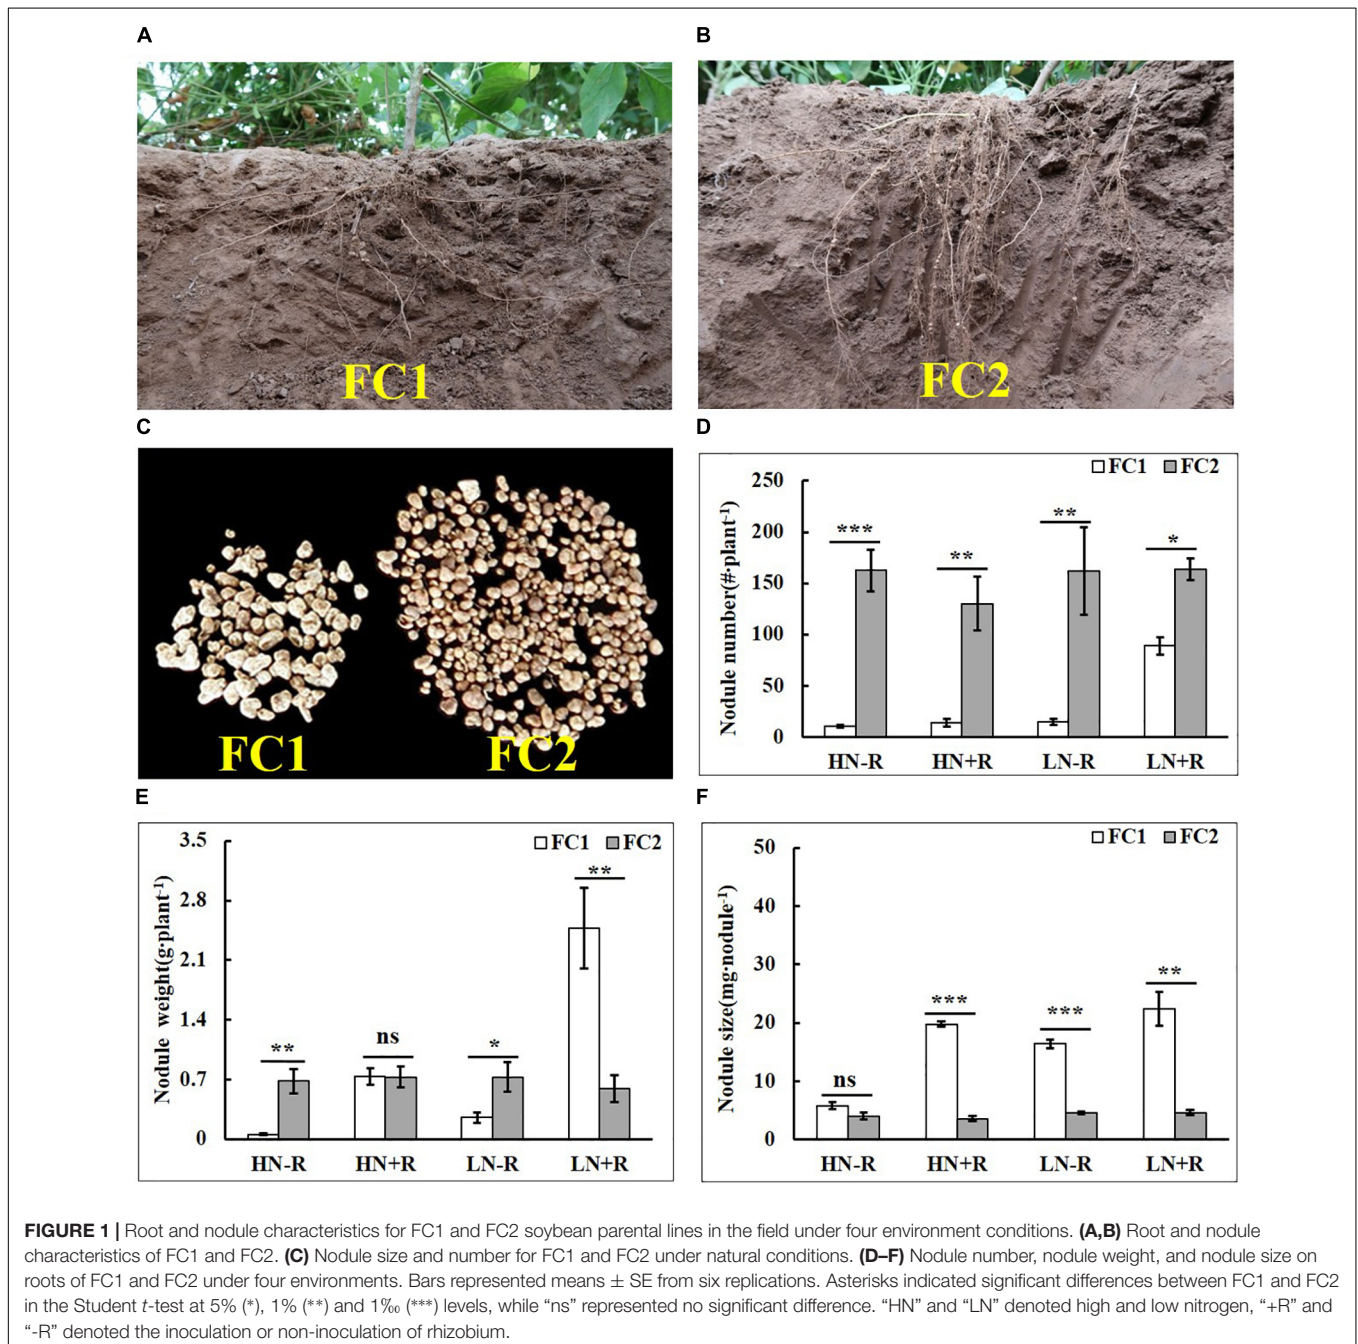 A
B
FC1
FC2
C
D
FC1
FC2
FC1 FC2
Nodule number(#·plant⁻¹)
250
200
150
100
50
0
***
**
**
*
HN-R HN+R LN-R LN+R
E
F
FC1 FC2
Nodule weight(g·plant⁻¹)
3.5
2.8
2.1
1.4
0.7
0
**
ns
*
**
HN-R HN+R LN-R LN+R
FC1 FC2
Nodule size(mg·nodule⁻¹)
50
40
30
20
10
0
ns
***
***
**
HN-R HN+R LN-R LN+R
FIGURE 1 | Root and nodule characteristics for FC1 and FC2 soybean parental lines in the field under four environment conditions. (A,B) Root and nodule
characteristics of FC1 and FC2. (C) Nodule size and number for FC1 and FC2 under natural conditions. (D–F) Nodule number, nodule weight, and nodule size on
roots of FC1 and FC2 under four environments. Bars represented means ± SE from six replications. Asterisks indicated significant differences between FC1 and FC2
in the Student t-test at 5% (*), 1% (**) and 1‰ (***) levels, while “ns” represented no significant difference. “HN” and “LN” denoted high and low nitrogen, “+R” and
“-R” denoted the inoculation or non-inoculation of rhizobium.